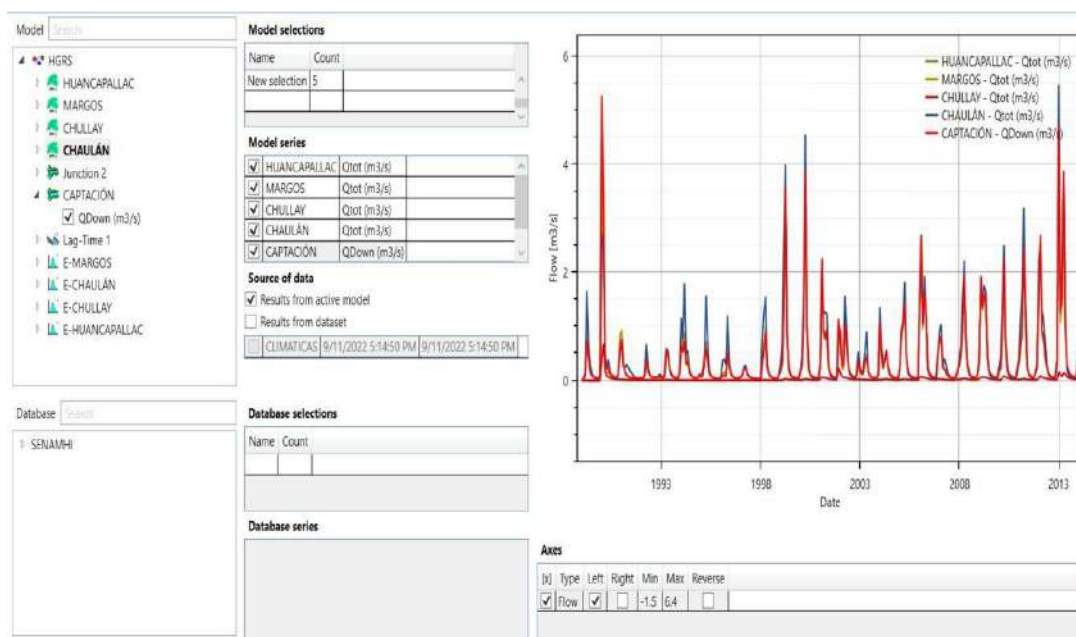 Model Search
HGRS
HUANCAPALLAC
MARGOS
CHULLAY
CHAULÁN
Junction 2
CAPTACIÓN
QDown (m3/s)
Lag-Time 1
E-MARGOS
E-CHAULÁN
E-CHULLAY
E-HUANCAPALLAC
Database Search
SENAMHI
Model selections
Name Count
New selection 5
Model series
HUANCAPALLAC Qtot (m3/s)
MARGOS Qtot (m3/s)
CHULLAY Qtot (m3/s)
CHAULÁN Qtot (m3/s)
CAPTACIÓN QDown (m3/s)
Source of data
Results from active model
Results from dataset
CLIMATICAS 9/11/2022 5:14:50 PM 9/11/2022 5:14:50 PM
Database selections
Name Count
Database series
HUANCAPALLAC - Qtot (m3/s)
MARGOS - Qtot (m3/s)
CHULLAY - Qtot (m3/s)
CHAULÁN - Qtot (m3/s)
CAPTACIÓN - QDown (m3/s)
Flow [m3/s]
6
4
2
0
1993 1998 2003 2008 2013
Date
Axes
[x] Type Left Right Min Max Reverse
Flow -1.5 6.4